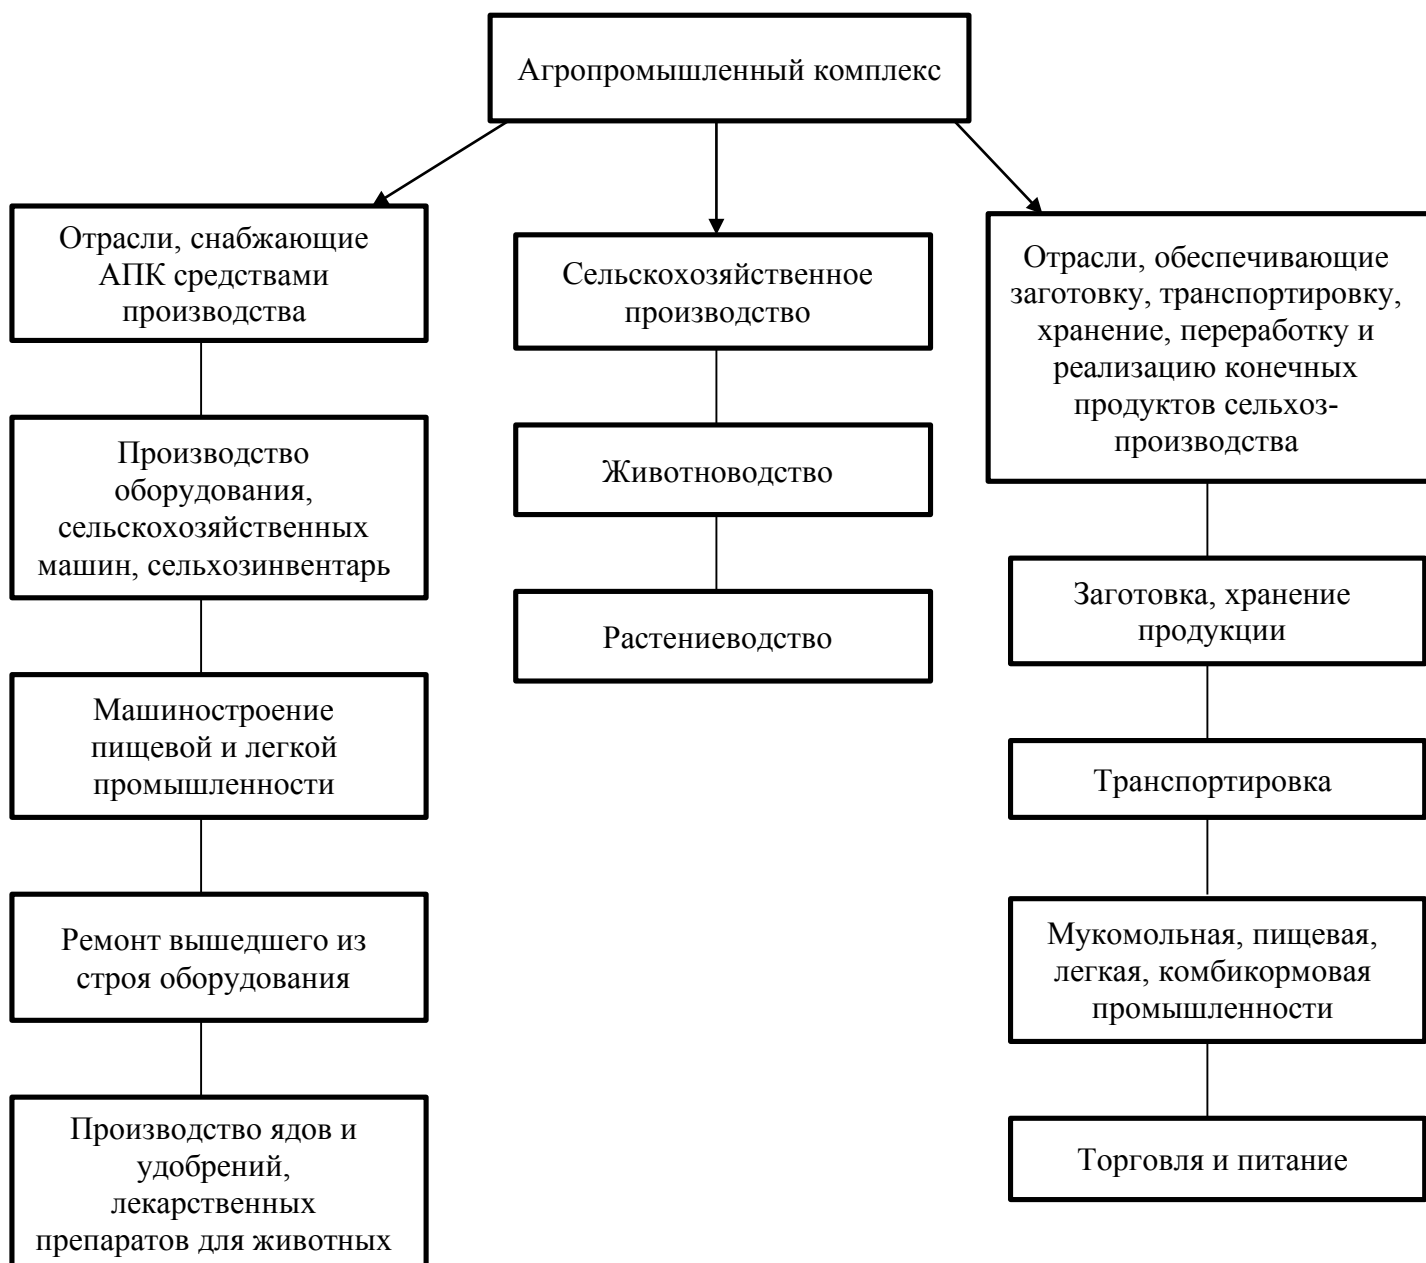 Агропромышленный комплекс
Отрасли, снабжающие
АПК средствами
производства
Производство
оборудования,
сельскохозяйственных
машин, сельхозинвентарь
Машиностроение
пищевой и легкой
промышленности
Ремонт вышедшего из
строя оборудования
Производство ядов и
удобрений,
лекарственных
препаратов для животных
Сельскохозяйственное
производство
Животноводство
Растениеводство
Отрасли, обеспечивающие
заготовку, транспортировку,
хранение, переработку и
реализацию конечных
продуктов сельхоз-
производства
Заготовка, хранение
продукции
Транспортировка
Мукомольная, пищевая,
легкая, комбикормовая
промышленности
Торговля и питание